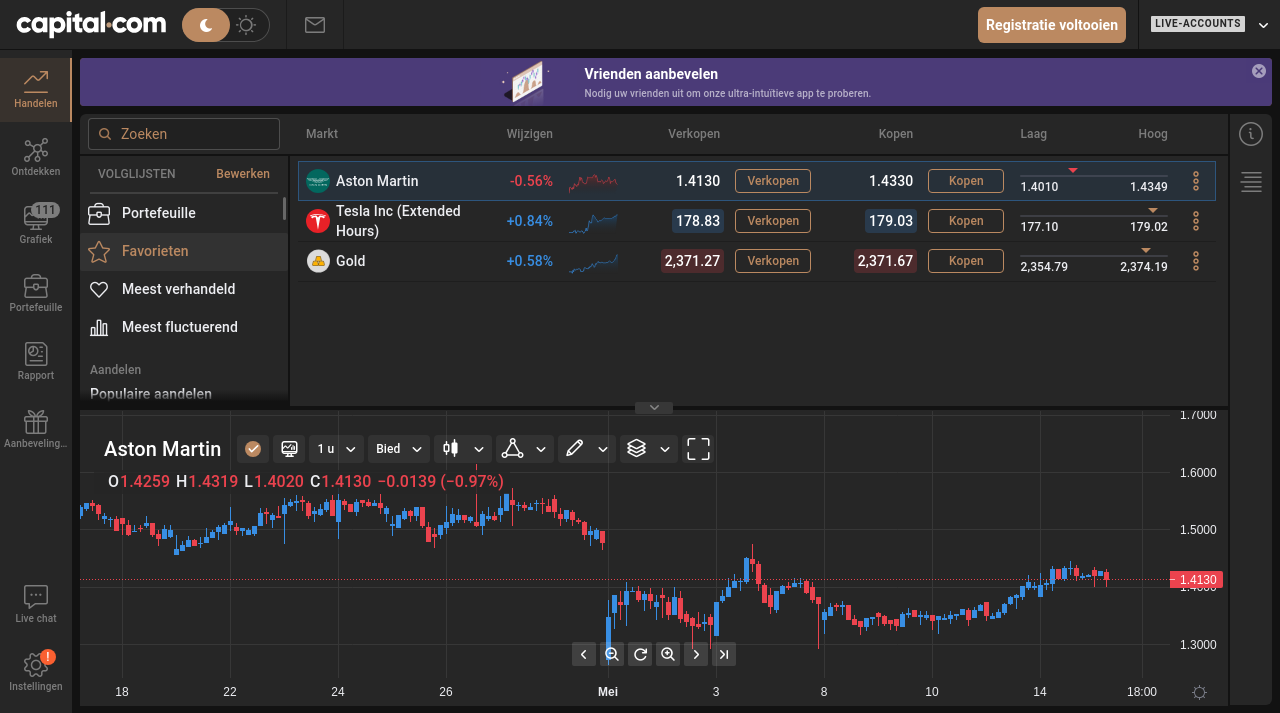 capital.com
Registratie voltooien
LIVE-ACCOUNTS
Handelen
Ontdekken
111
Grafiek
Portefeuille
Rapport
Aanbeveling...
Live chat
!
Instellingen
Vrienden aanbevelen
Nodig uw vrienden uit om onze ultra-intuïtieve app te proberen.
Zoeken
VOLGLIJSTEN Bewerken
Portefeuille
Favorieten
Meest verhandeld
Meest fluctuerend
Aandelen
Populaire aandelen
Markt Wijzigen Verkopen Kopen Laag Hoog
Aston Martin -0.56% 1.4130 Verkopen 1.4330 Kopen 1.4010 1.4349
Tesla Inc (Extended
Hours) +0.84% 178.83 Verkopen 179.03 Kopen 177.10 179.02
Gold +0.58% 2,371.27 Verkopen 2,371.67 Kopen 2,354.79 2,374.19
Aston Martin 1 u Bied
O1.4259 H1.4319 L1.4020 C1.4130 −0.0139 (−0.97%)
1.7000
1.6000
1.5000
1.4130
1.4000
1.3000
18 22 24 26 Mei 3 8 10 14 18:00